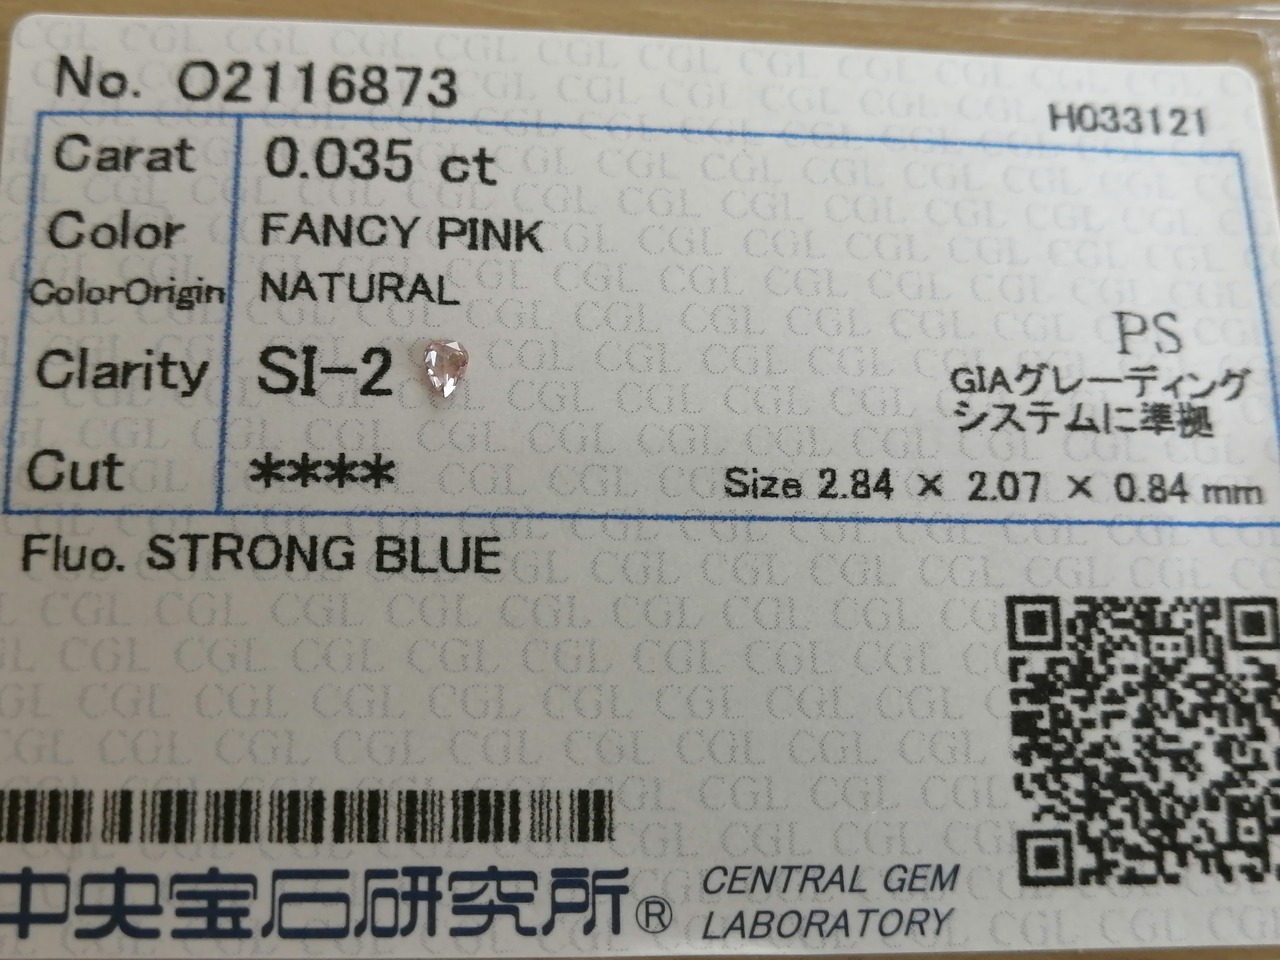 No. O2116873
H033121
Carat 0.035 ct
Color FANCY PINK
ColorOrigin NATURAL
Clarity SI-2
PS
GIAグレーディング
システムに準拠
Cut ****
Size 2.84 × 2.07 × 0.84 mm
Fluo. STRONG BLUE
中央宝石研究所®
CENTRAL GEM
LABORATORY